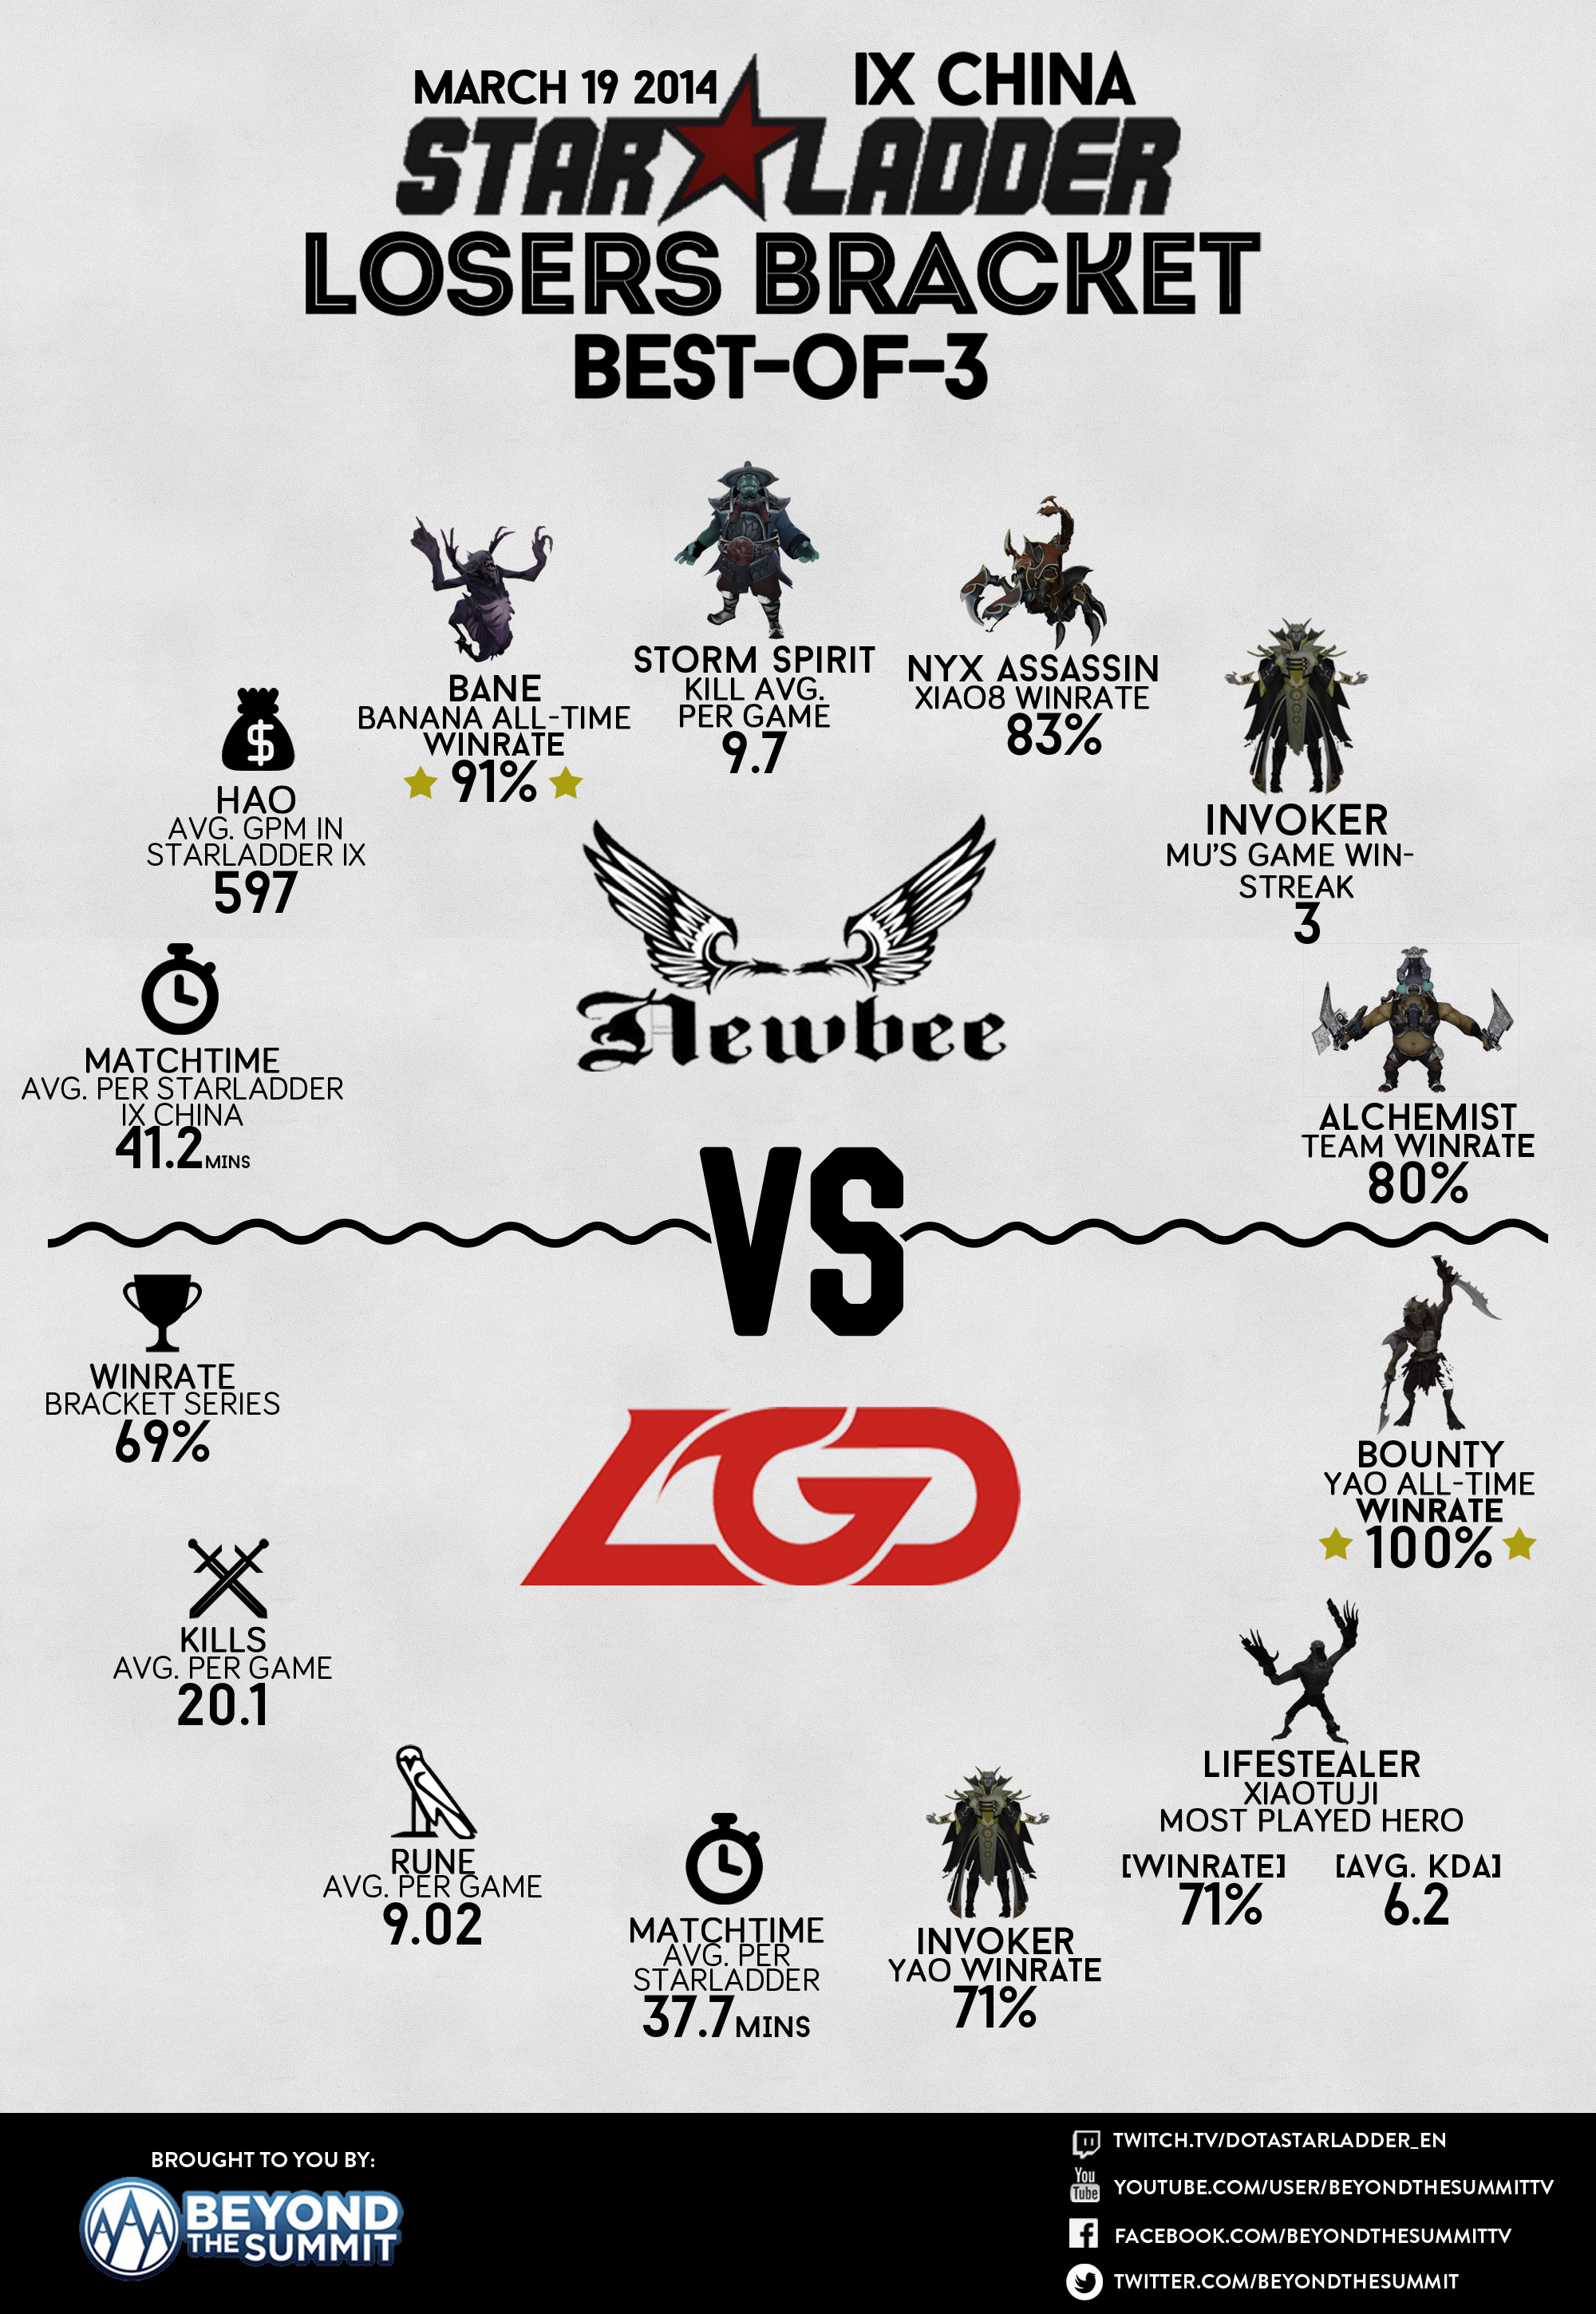 MARCH 19 2014
IX CHINA
STAR LADDER
LOSERS BRACKET
BEST-OF-3
BANE
BANANA ALL-TIME
WINRATE
91%
STORM SPIRIT
KILL AVG.
PER GAME
9.7
NYX ASSASSIN
XIAO8 WINRATE
83%
INVOKER
MU'S GAME WIN-
STREAK
3
HAO
AVG. GPM IN
STARLADDER IX
597
$
Newbee
MATCHTIME
AVG. PER STARLADDER
IX CHINA
41.2 MINS
ALCHEMIST
TEAM WINRATE
80%
VS
WINRATE
BRACKET SERIES
69%
LGD
BOUNTY
YAO ALL-TIME
WINRATE
100%
KILLS
AVG. PER GAME
20.1
LIFESTEALER
XIAOTUJI
MOST PLAYED HERO
[WINRATE] [AVG. KDA]
71% 6.2
RUNE
AVG. PER GAME
9.02
MATCHTIME
AVG. PER
STARLADDER
37.7 MINS
INVOKER
YAO WINRATE
71%
BROUGHT TO YOU BY:
BEYOND
THE SUMMIT
TWITCH.TV/DOTASTARLADDER_EN
You
Tube
YOUTUBE.COM/USER/BEYONDTHESUMMITTV
FACEBOOK.COM/BEYONDTHESUMMITTV
TWITTER.COM/BEYONDTHESUMMIT